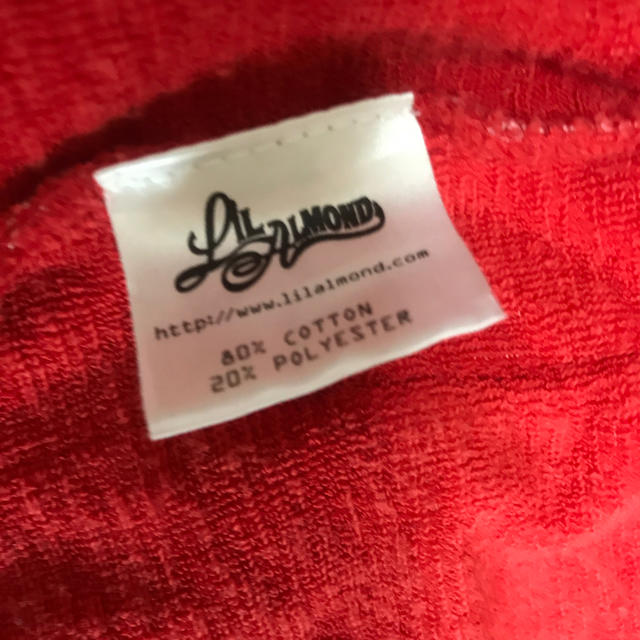 LIL ALMOND
http://www.lilalmond.com
80% COTTON
20% POLYESTER